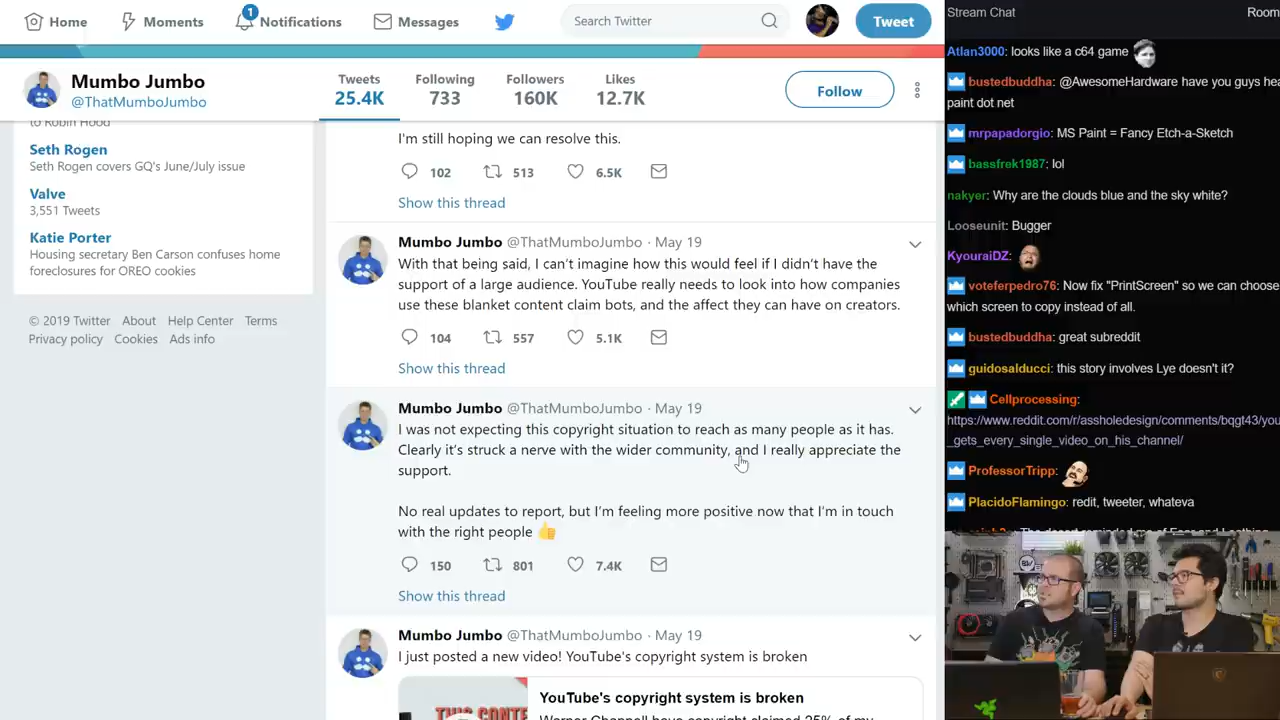 Home
Moments
1
Notifications
Messages
Search Twitter
Tweet
Mumbo Jumbo
@ThatMumboJumbo
Tweets
25.4K
Following
733
Followers
160K
Likes
12.7K
Follow
to Robin Hood
Seth Rogen
Seth Rogen covers GQ's June/July issue
Valve
3,551 Tweets
Katie Porter
Housing secretary Ben Carson confuses home
foreclosures for OREO cookies
© 2019 Twitter About Help Center Terms
Privacy policy Cookies Ads info
I'm still hoping we can resolve this.
102 513 6.5K
Show this thread
Mumbo Jumbo @ThatMumboJumbo · May 19
With that being said, I can't imagine how this would feel if I didn't have the
support of a large audience. YouTube really needs to look into how companies
use these blanket content claim bots, and the affect they can have on creators.
104 557 5.1K
Show this thread
Mumbo Jumbo @ThatMumboJumbo · May 19
I was not expecting this copyright situation to reach as many people as it has.
Clearly it's struck a nerve with the wider community, and I really appreciate the
support.
No real updates to report, but I'm feeling more positive now that I'm in touch
with the right people 👍
150 801 7.4K
Show this thread
Mumbo Jumbo @ThatMumboJumbo · May 19
I just posted a new video! YouTube's copyright system is broken
YouTube's copyright system is broken
Warner Chappell have copyright claimed 25% of my
Stream Chat
Room
Atlan3000: looks like a c64 game
bustedbuddha: @AwesomeHardware have you guys hea
paint dot net
mrpapadorgio: MS Paint = Fancy Etch-a-Sketch
bassfrek1987: lol
nakyer: Why are the clouds blue and the sky white?
Looseunit: Bugger
KyouraiDZ:
voteferpedro76: Now fix "PrintScreen" so we can choose
which screen to copy instead of all.
bustedbuddha: great subreddit
guidosalducci: this story involves Lye doesn't it?
Cellprocessing:
https://www.reddit.com/r/assholedesign/comments/bqgt43/you
_gets_every_single_video_on_his_channel/
ProfessorTripp:
PlacidoFlamingo: redit, tweeter, whateva